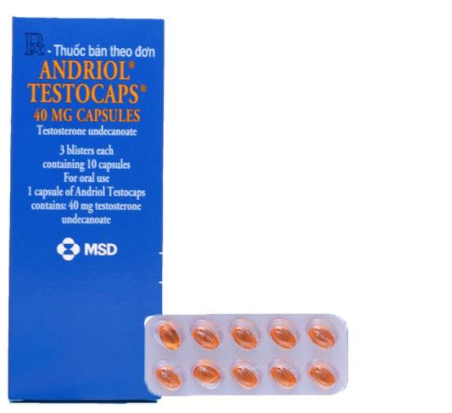 Rx - Thuốc bán theo đơn
ANDRIOL®
TESTOCAPS®
40 MG CAPSULES
Testosterone undecanoate
3 blisters each
containing 10 capsules
For oral use
1 capsule of Andriol Testocaps
contains: 40 mg testosterone
undecanoate
MSD